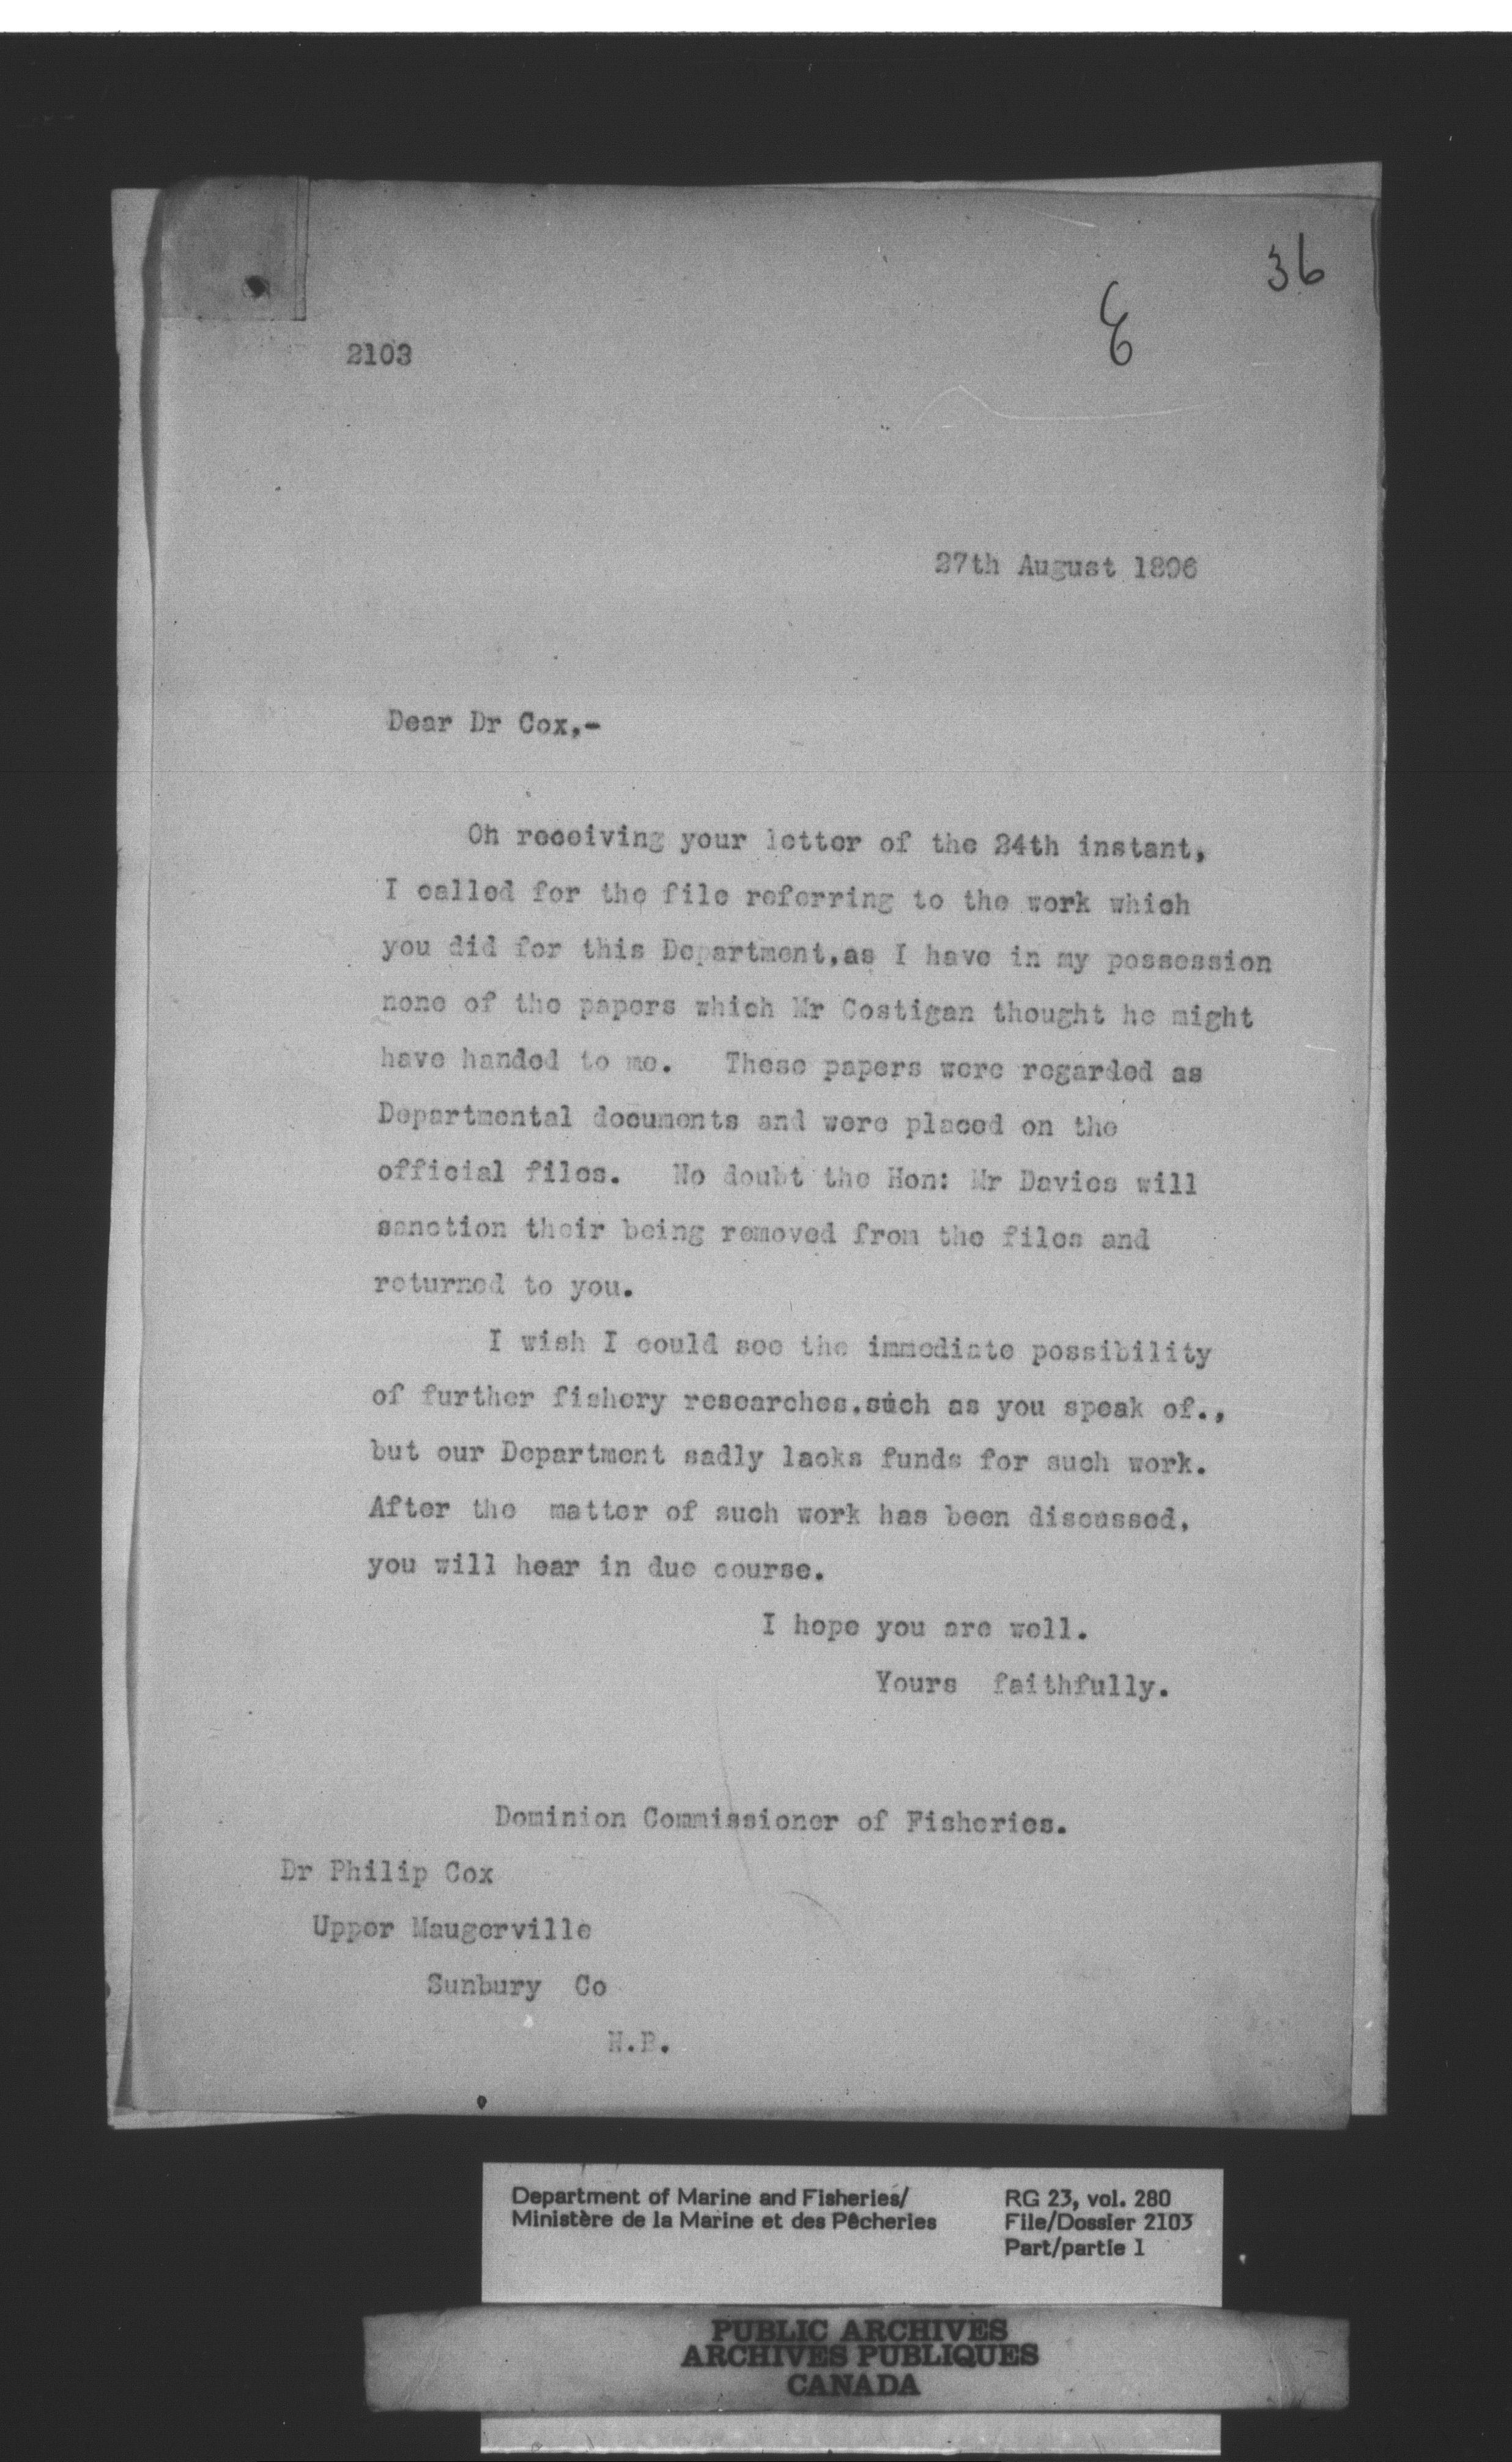 36
E
2103
27th August 1896
Dear Dr Cox,-
On receiving your letter of the 24th instant,
I called for the file referring to the work which
you did for this Department,as I have in my possession
none of the papers which Mr Costigan thought he might
have handed to me. These papers were regarded as
Departmental documents and were placed on the
official files. No doubt the Hon: Mr Davies will
sanction their being removed from the files and
returned to you.
I wish I could see the immediate possibility
of further fishery researches,such as you speak of.,
but our Department sadly lacks funds for such work.
After the matter of such work has been discussed,
you will hear in due course.
I hope you are well.
Yours faithfully.
Dominion Commissioner of Fisheries.
Dr Philip Cox
Upper Maugerville
Sunbury Co
N.B.
Department of Marine and Fisheries/ RG 23, vol. 280
Ministère de la Marine et des Pêcheries File/Dossier 2103
Part/partie 1
PUBLIC ARCHIVES
ARCHIVES PUBLIQUES
CANADA